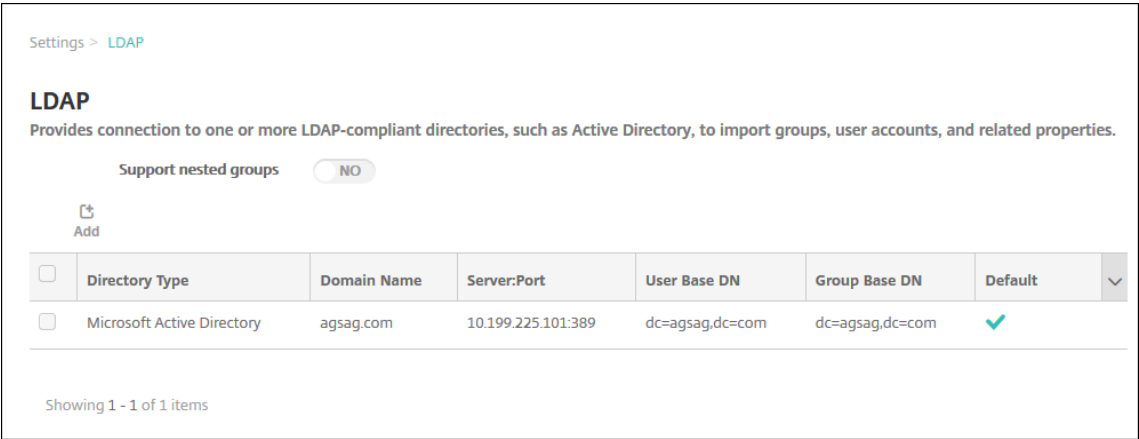 Settings > LDAP
LDAP
Provides connection to one or more LDAP-compliant directories, such as Active Directory, to import groups, user accounts, and related properties.
Support nested groups NO
Add
Directory Type Domain Name Server:Port User Base DN Group Base DN Default
Microsoft Active Directory agsag.com 10.199.225.101:389 dc=agsag,dc=com dc=agsag,dc=com
Showing 1 - 1 of 1 items